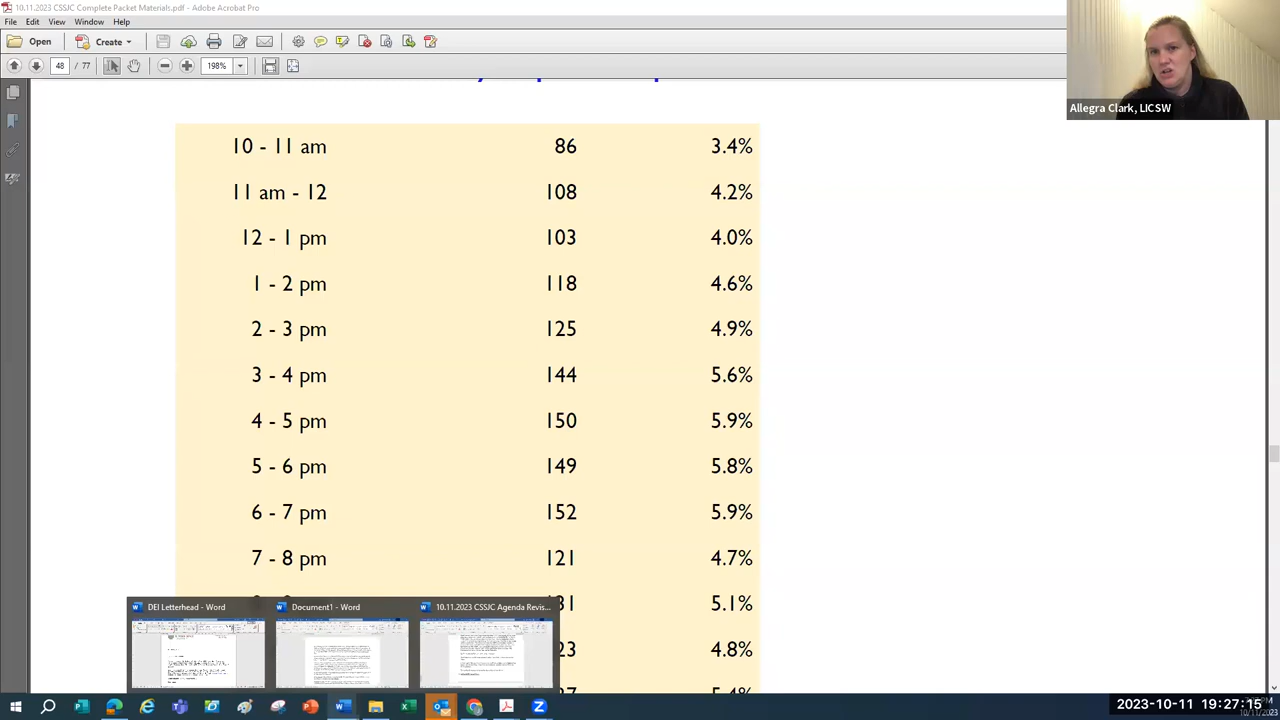 10.11.2023 CSSJC Complete Packet Materials.pdf - Adobe Acrobat Pro
File Edit View Window Help
Open Create
48 / 77 198%
Allegra Clark, LICSW
10 - 11 am 86 3.4%
11 am - 12 108 4.2%
12 - 1 pm 103 4.0%
1 - 2 pm 118 4.6%
2 - 3 pm 125 4.9%
3 - 4 pm 144 5.6%
4 - 5 pm 150 5.9%
5 - 6 pm 149 5.8%
6 - 7 pm 152 5.9%
7 - 8 pm 121 4.7%
5.1%
4.8%
DEI Letterhead - Word Document1 - Word 10.11.2023 CSSJC Agenda Revis...
2023-10-11 19:27:15